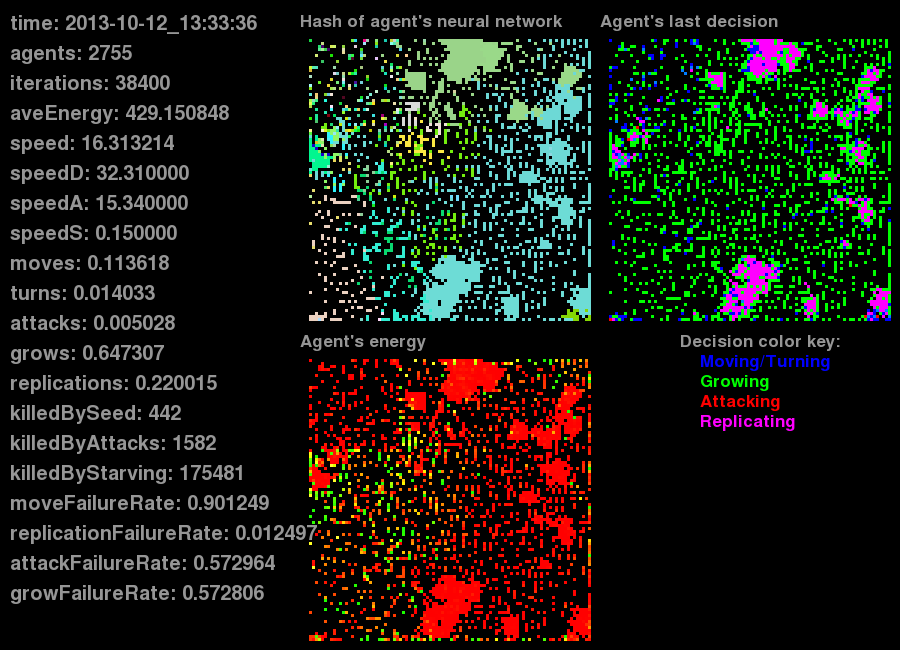 time: 2013-10-12_13:33:36
agents: 2755
iterations: 38400
aveEnergy: 429.150848
speed: 16.313214
speedD: 32.310000
speedA: 15.340000
speedS: 0.150000
moves: 0.113618
turns: 0.014033
attacks: 0.005028
grows: 0.647307
replications: 0.220015
killedBySeed: 442
killedByAttacks: 1582
killedByStarving: 175481
moveFailureRate: 0.901249
replicationFailureRate: 0.012497
attackFailureRate: 0.572964
growFailureRate: 0.572806
Hash of agent's neural network
Agent's last decision
Agent's energy
Decision color key:
Moving/Turning
Growing
Attacking
Replicating